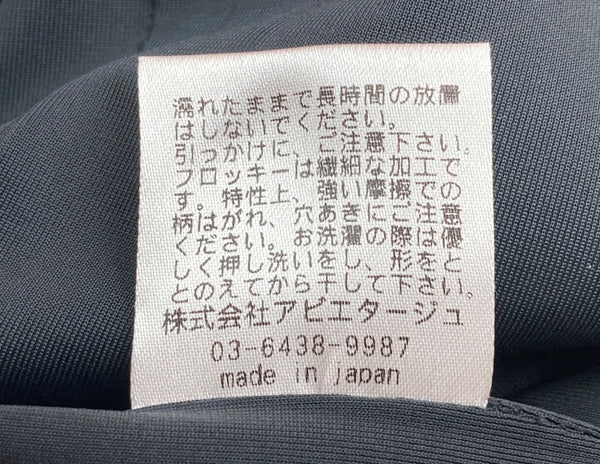 濡れたままで長時間の放置
はしないでください。
引っかけに、ご注意下さい。
フロッキーは、繊細な加工で
す。特性上、強い摩擦での
柄はがれ、穴あきにご注意
ください。お洗濯の際は優
しく押し洗いをし、形をと
とのえてから干して下さい。
株式会社アビエタージュ
03-6438-9987
made in japan